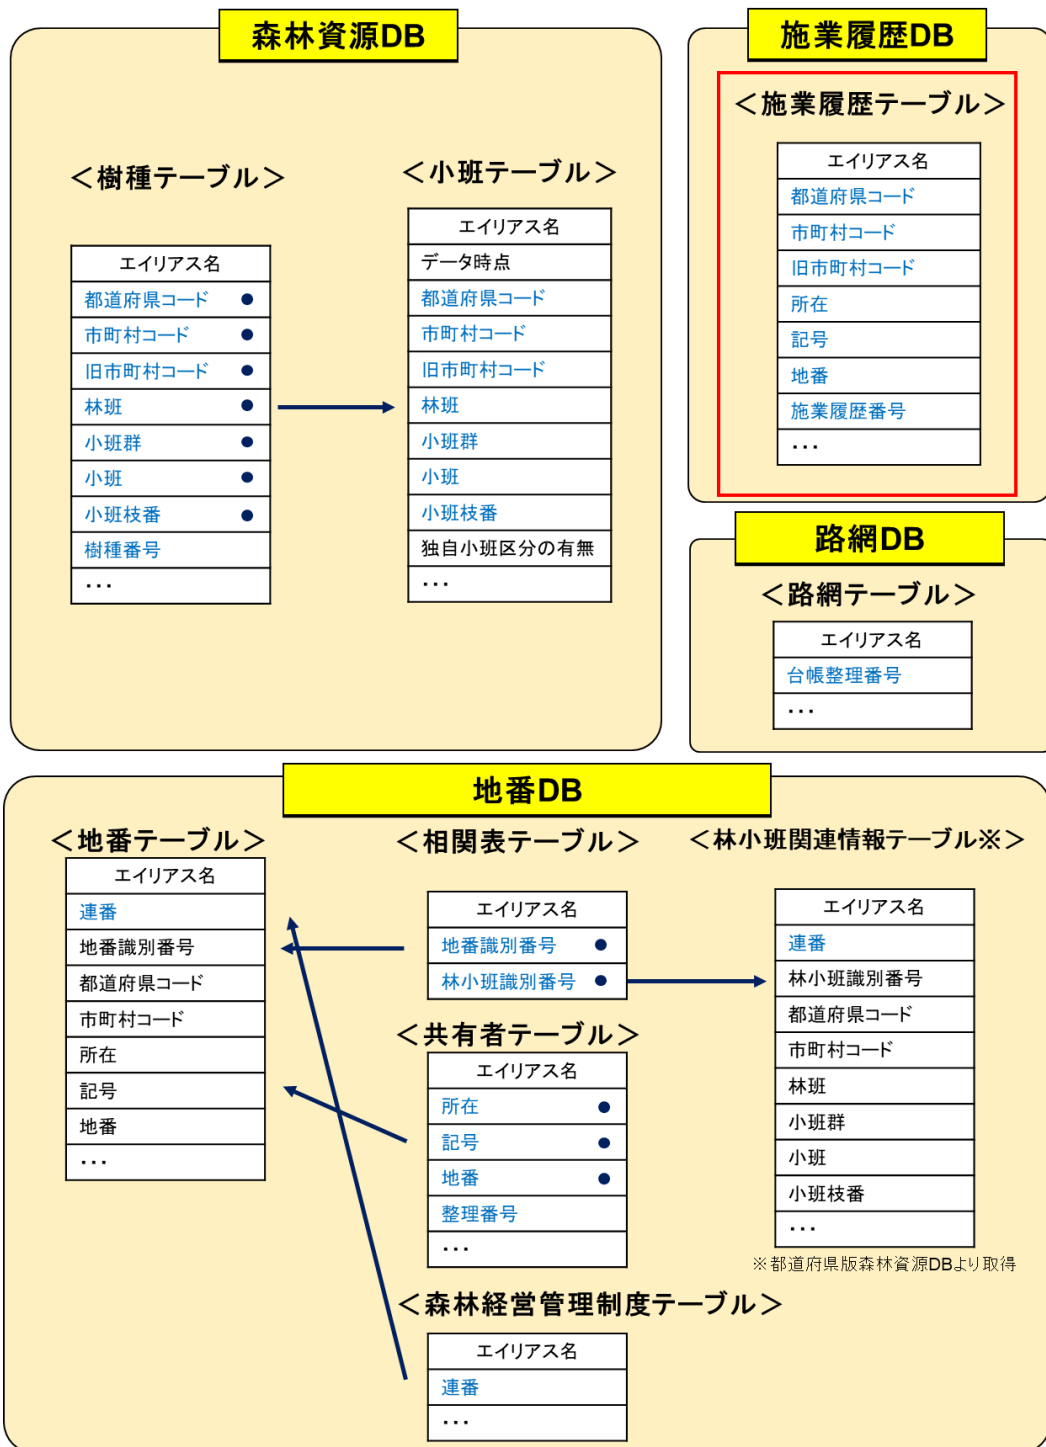 森林資源DB
＜樹種テーブル＞
エイリアス名
都道府県コード ●
市町村コード ●
旧市町村コード ●
林班 ●
小班群 ●
小班 ●
小班枝番 ●
樹種番号
・・・
＜小班テーブル＞
エイリアス名
データ時点
都道府県コード
市町村コード
旧市町村コード
林班
小班群
小班
小班枝番
独自小班区分の有無
・・・
施業履歴DB
＜施業履歴テーブル＞
エイリアス名
都道府県コード
市町村コード
旧市町村コード
所在
記号
地番
施業履歴番号
・・・
路網DB
＜路網テーブル＞
エイリアス名
台帳整理番号
・・・
地番DB
＜地番テーブル＞
エイリアス名
連番
地番識別番号
都道府県コード
市町村コード
所在
記号
地番
・・・
＜相関表テーブル＞
エイリアス名
地番識別番号 ●
林小班識別番号 ●
＜共有者テーブル＞
エイリアス名
所在 ●
記号 ●
地番 ●
整理番号
・・・
＜森林経営管理制度テーブル＞
エイリアス名
連番
・・・
＜林小班関連情報テーブル※＞
エイリアス名
連番
林小班識別番号
都道府県コード
市町村コード
林班
小班群
小班
小班枝番
・・・
※都道府県版森林資源DBより取得